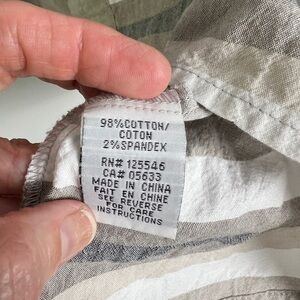 98%COTTON/
COTON
2%SPANDEX
RN# 125546
CA# 05633
MADE IN CHINA
FAIT EN CHINE
SEE REVERSE
FOR CARE
INSTRUCTIONS